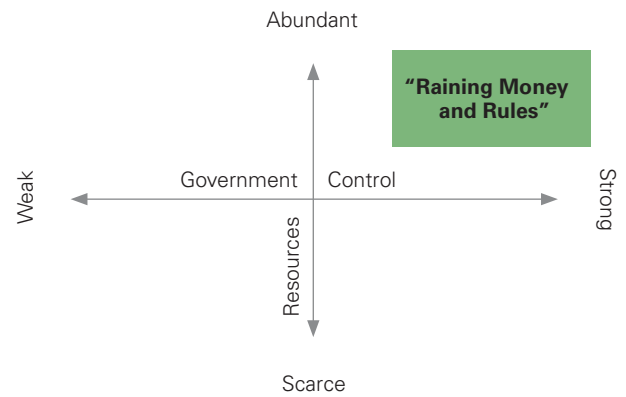 Abundant
“Raining Money
and Rules”
Government Control
Weak
Strong
Resources
Scarce